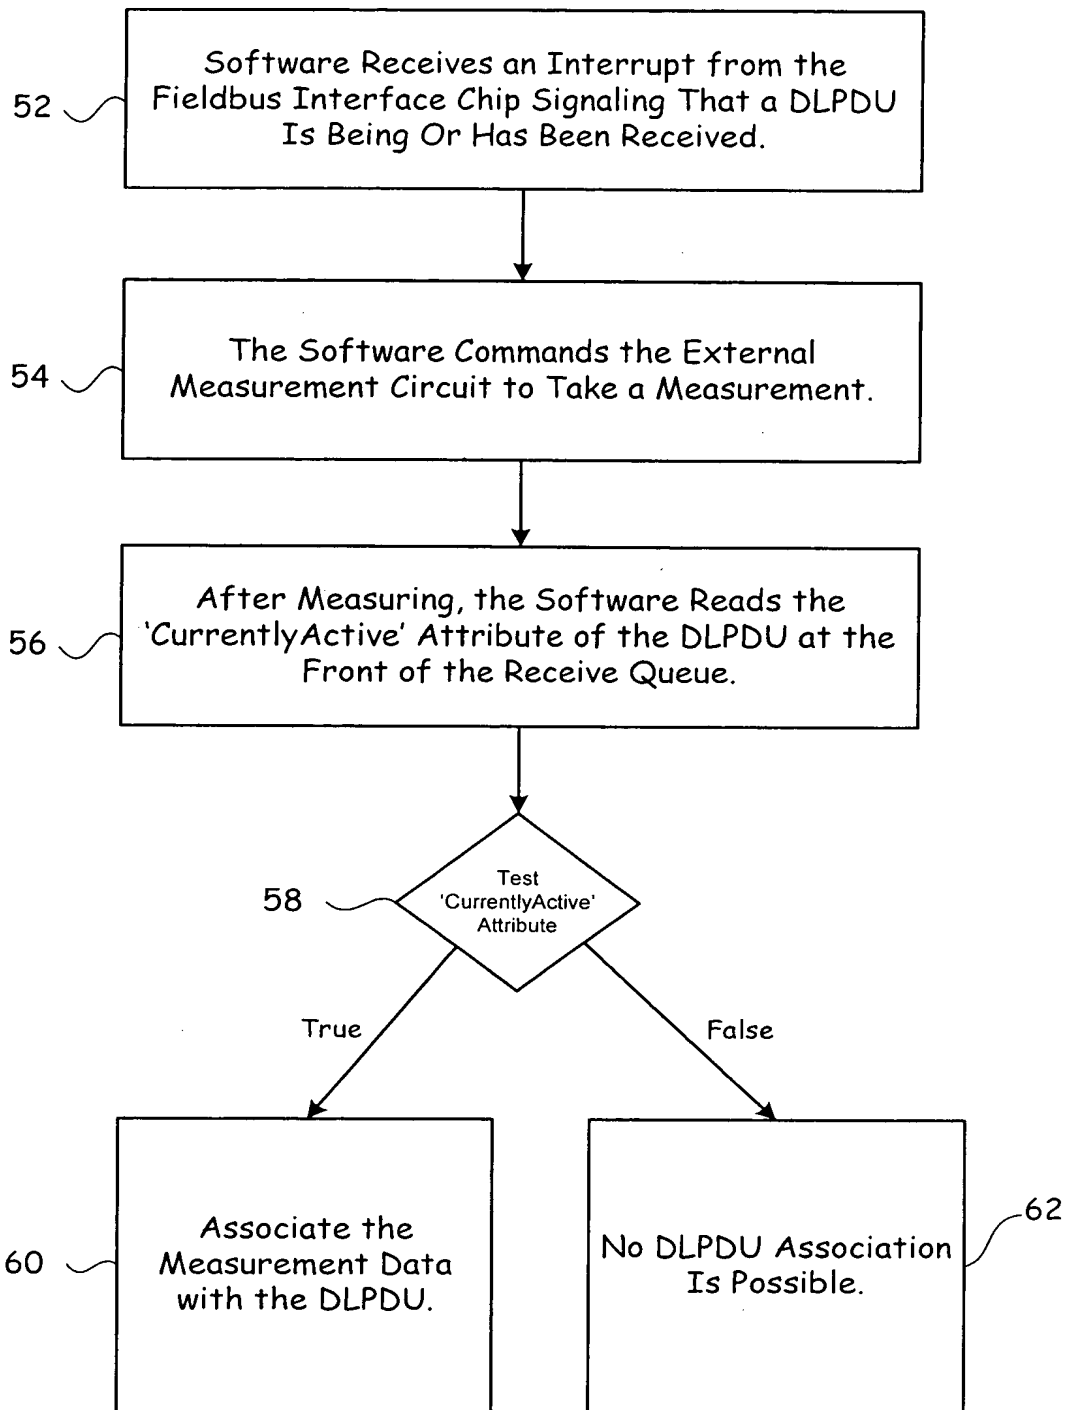 52
Software Receives an Interrupt from the
Fieldbus Interface Chip Signaling That a DLPDU
Is Being Or Has Been Received.
54
The Software Commands the External
Measurement Circuit to Take a Measurement.
56
After Measuring, the Software Reads the
'CurrentlyActive' Attribute of the DLPDU at the
Front of the Receive Queue.
58
Test
'CurrentlyActive'
Attribute
True
False
60
Associate the
Measurement Data
with the DLPDU.
62
No DLPDU Association
Is Possible.